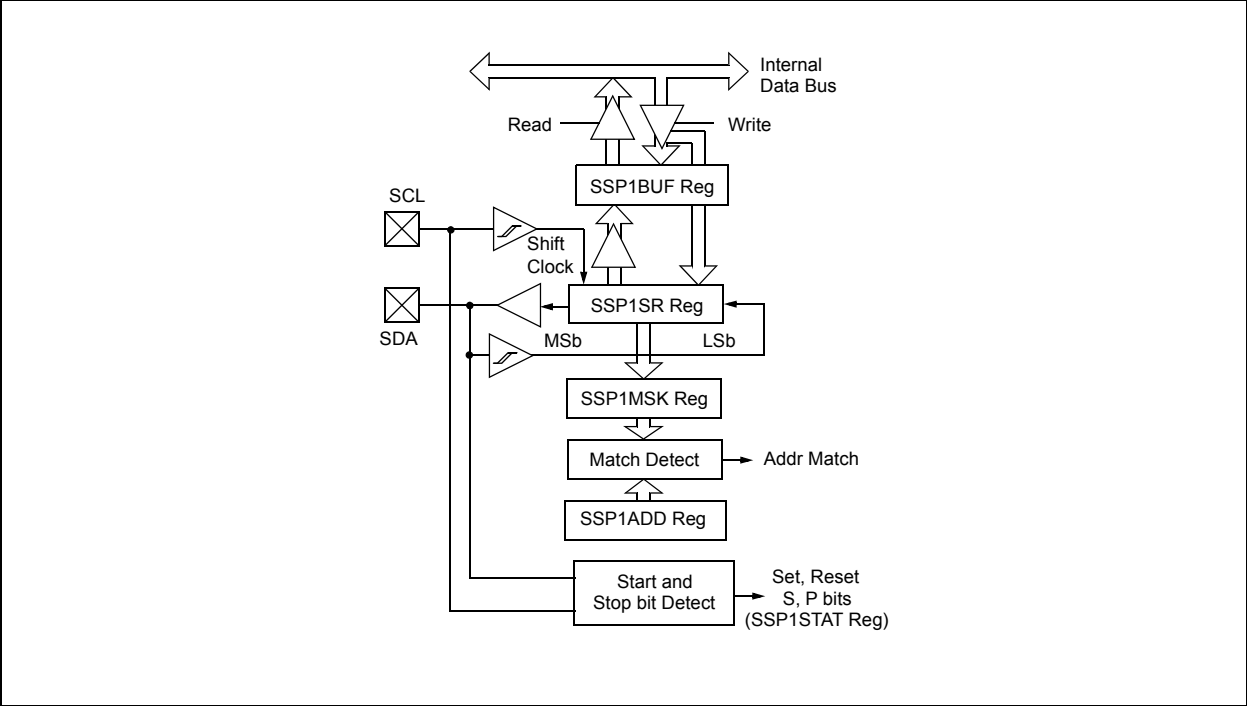 Internal
Data Bus
Read
Write
SSP1BUF Reg
SCL
Shift
Clock
SSP1SR Reg
SDA
MSb
LSb
SSP1MSK Reg
Match Detect
Addr Match
SSP1ADD Reg
Start and
Stop bit Detect
Set, Reset
S, P bits
(SSP1STAT Reg)